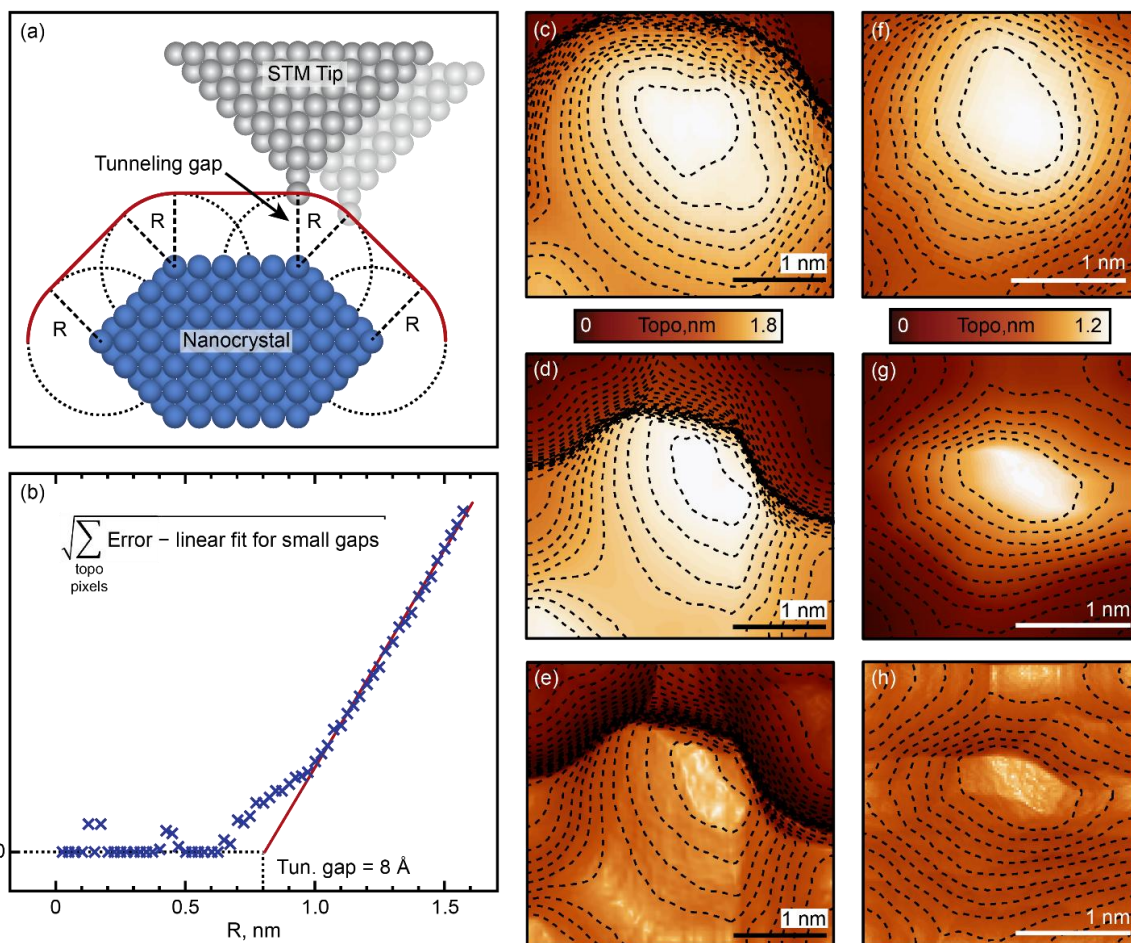 (a)
STM Tip
Tunneling gap
R
R
R
R
Nanocrystal
(b)
√∑ Error – linear fit for small gaps
topo
pixels
0
Tun. gap = 8 Å
0 0.5 1.0 1.5
R, nm
(c)
1 nm
0 Topo,nm 1.8
(d)
1 nm
(e)
1 nm
(f)
1 nm
0 Topo,nm 1.2
(g)
1 nm
(h)
1 nm